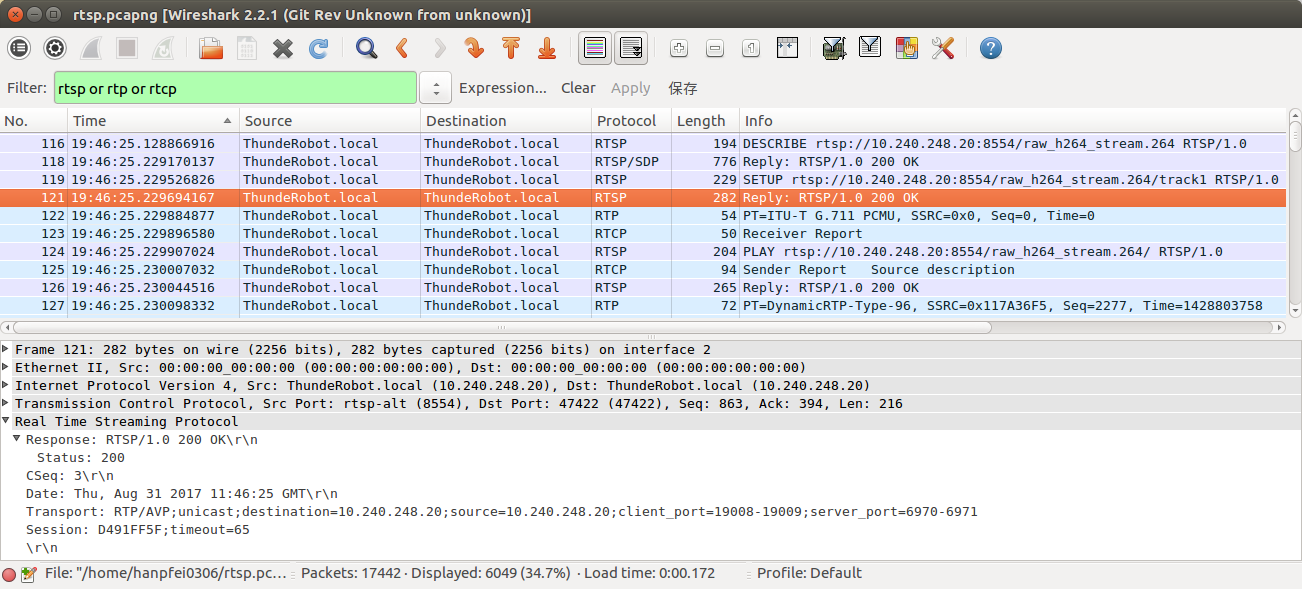 rtsp.pcapng [Wireshark 2.2.1 (Git Rev Unknown from unknown)]
Filter: rtsp or rtp or rtcp Expression... Clear Apply 保存
No. Time Source Destination Protocol Length Info
116 19:46:25.128866916 ThundeRobot.local ThundeRobot.local RTSP 194 DESCRIBE rtsp://10.240.248.20:8554/raw_h264_stream.264 RTSP/1.0
118 19:46:25.229170137 ThundeRobot.local ThundeRobot.local RTSP/SDP 776 Reply: RTSP/1.0 200 OK
119 19:46:25.229526826 ThundeRobot.local ThundeRobot.local RTSP 229 SETUP rtsp://10.240.248.20:8554/raw_h264_stream.264/track1 RTSP/1.0
121 19:46:25.229694167 ThundeRobot.local ThundeRobot.local RTSP 282 Reply: RTSP/1.0 200 OK
122 19:46:25.229884877 ThundeRobot.local ThundeRobot.local RTP 54 PT=ITU-T G.711 PCMU, SSRC=0x0, Seq=0, Time=0
123 19:46:25.229896580 ThundeRobot.local ThundeRobot.local RTCP 50 Receiver Report
124 19:46:25.229907024 ThundeRobot.local ThundeRobot.local RTSP 204 PLAY rtsp://10.240.248.20:8554/raw_h264_stream.264/ RTSP/1.0
125 19:46:25.230007032 ThundeRobot.local ThundeRobot.local RTCP 94 Sender Report Source description
126 19:46:25.230044516 ThundeRobot.local ThundeRobot.local RTSP 265 Reply: RTSP/1.0 200 OK
127 19:46:25.230098332 ThundeRobot.local ThundeRobot.local RTP 72 PT=DynamicRTP-Type-96, SSRC=0x117A36F5, Seq=2277, Time=1428803758
Frame 121: 282 bytes on wire (2256 bits), 282 bytes captured (2256 bits) on interface 2
Ethernet II, Src: 00:00:00_00:00:00 (00:00:00:00:00:00), Dst: 00:00:00_00:00:00 (00:00:00:00:00:00)
Internet Protocol Version 4, Src: ThundeRobot.local (10.240.248.20), Dst: ThundeRobot.local (10.240.248.20)
Transmission Control Protocol, Src Port: rtsp-alt (8554), Dst Port: 47422 (47422), Seq: 863, Ack: 394, Len: 216
Real Time Streaming Protocol
Response: RTSP/1.0 200 OK\r\n
Status: 200
CSeq: 3\r\n
Date: Thu, Aug 31 2017 11:46:25 GMT\r\n
Transport: RTP/AVP;unicast;destination=10.240.248.20;source=10.240.248.20;client_port=19008-19009;server_port=6970-6971
Session: D491FF5F;timeout=65
\r\n
File: "/home/hanpfei0306/rtsp.pc... Packets: 17442 · Displayed: 6049 (34.7%) · Load time: 0:00.172 Profile: Default